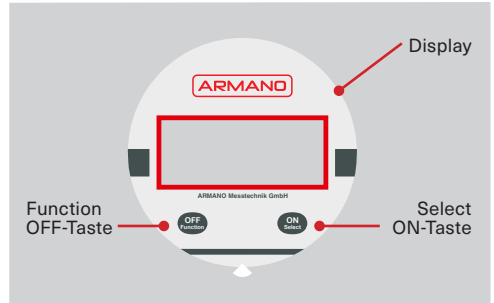 Display
ARMANO
ARMANO Messtechnik GmbH
Function
OFF-Taste
OFF
Function
ON
Select
Select
ON-Taste